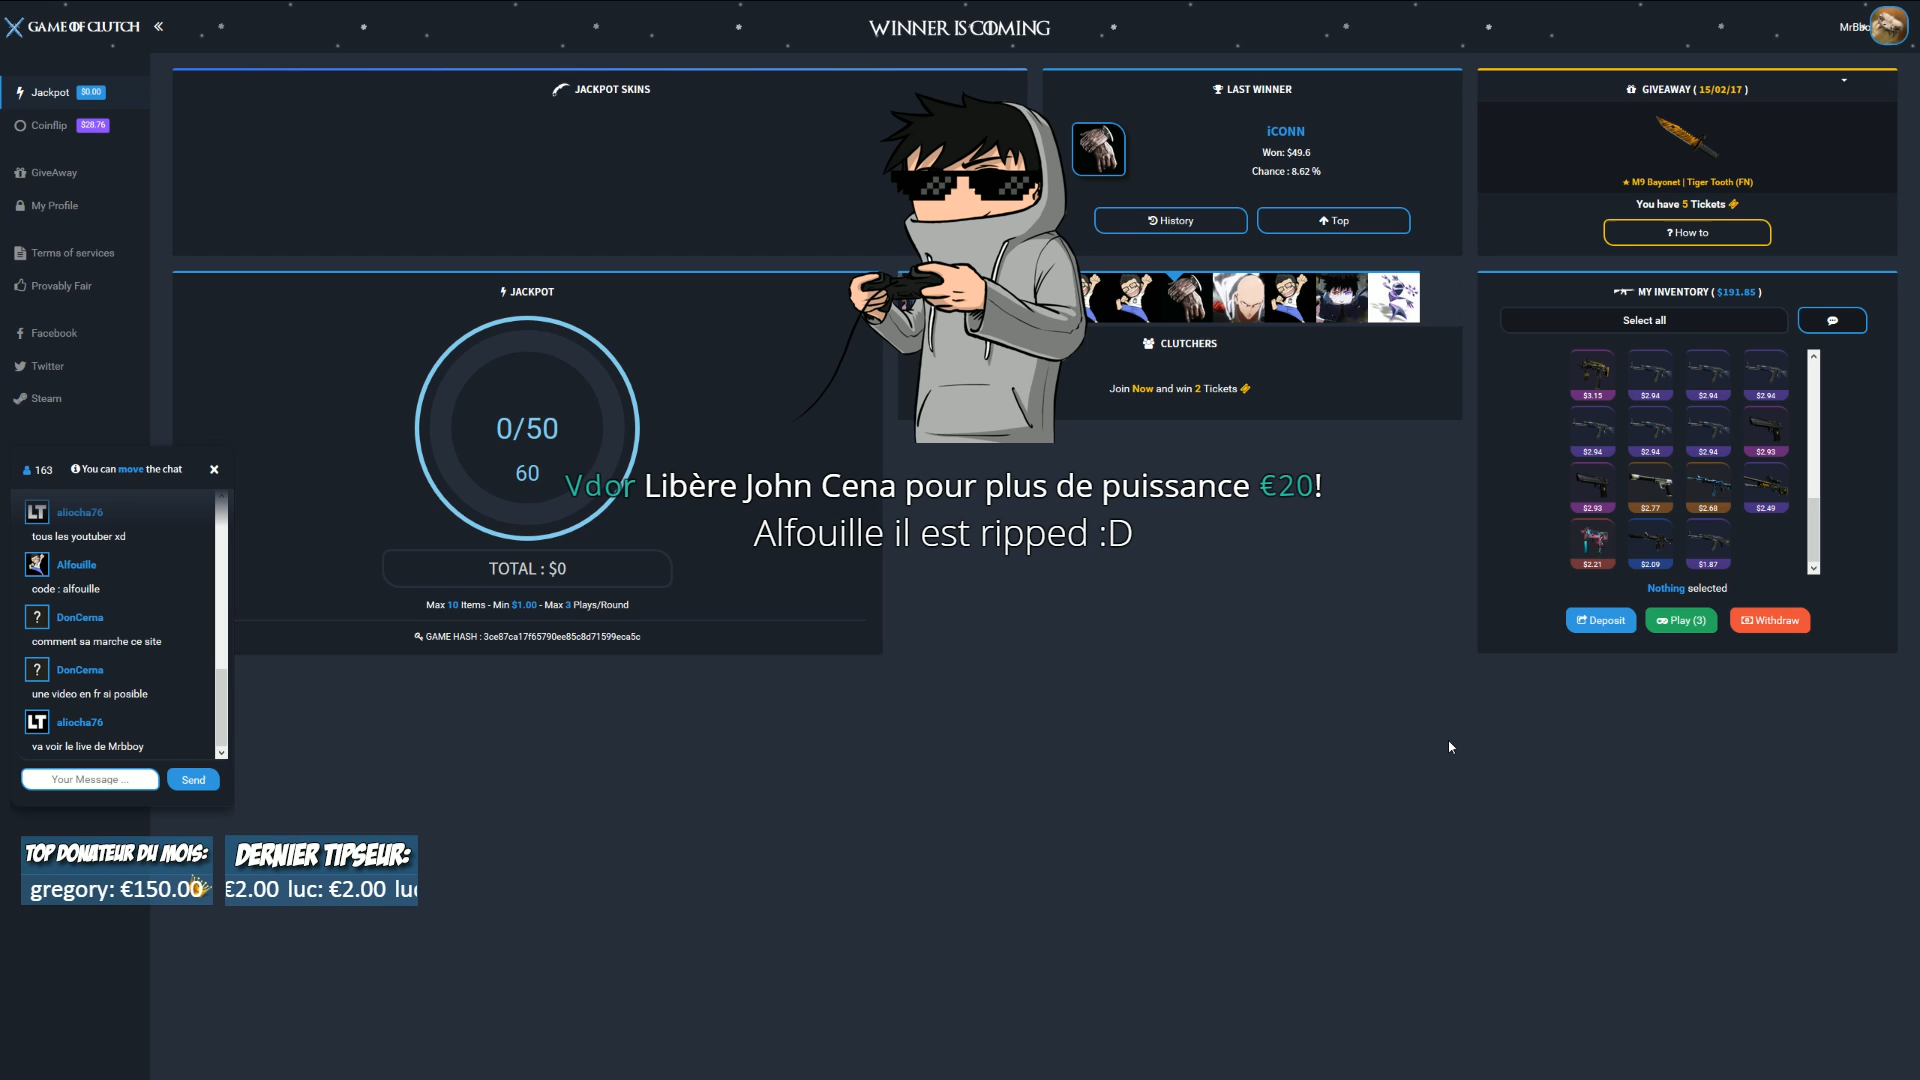 GAME OF CLUTCH
WINNER IS COMING
Jackpot $0.00
Coinflip $28.76
GiveAway
My Profile
Terms of services
Provably Fair
Facebook
Twitter
Steam
JACKPOT SKINS
LAST WINNER
iCONN
Won: $49.6
Chance : 8.62 %
History
Top
GIVEAWAY ( 15/02/17 )
★ M9 Bayonet | Tiger Tooth (FN)
You have 5 Tickets
? How to
JACKPOT
0/50
60
TOTAL : $0
Max 10 Items - Min $1.00 - Max 3 Plays/Round
GAME HASH : 3ce87ca17f65790ee85c8d71599eca5c
CLUTCHERS
Join Now and win 2 Tickets
Vdor Libère John Cena pour plus de puissance €20!
Alfouille il est ripped :D
MY INVENTORY ( $191.85 )
Select all
$3.15 $2.94 $2.94 $2.94
$2.94 $2.94 $2.94 $2.93
$2.93 $2.77 $2.68 $2.49
$2.21 $2.09 $1.87
Nothing selected
Deposit
Play (3)
Withdraw
163
You can move the chat
LT aliocha76
tous les youtuber xd
Alfouille
code : alfouille
? DonCema
comment sa marche ce site
? DonCema
une video en fr si posible
LT aliocha76
va voir le live de Mrbboy
Your Message ...
Send
TOP DONATEUR DU MOIS:
gregory: €150.00
DERNIER TIPSEUR:
€2.00 luc: €2.00 luc